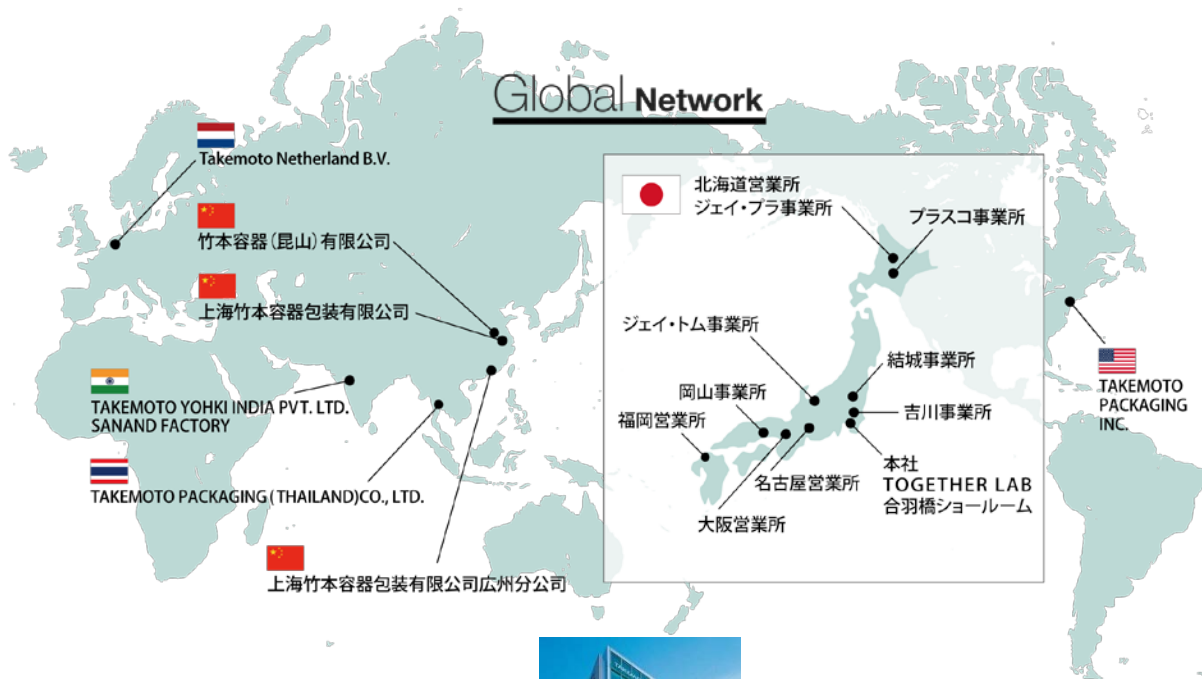 Global Network
Takemoto Netherland B.V.
竹本容器（昆山）有限公司
上海竹本容器包装有限公司
TAKEMOTO YOHKI INDIA PVT. LTD.
SANAND FACTORY
TAKEMOTO PACKAGING (THAILAND)CO., LTD.
上海竹本容器包装有限公司広州分公司
北海道営業所
ジェイ・プラ事業所
プラスコ事業所
ジェイ・トム事業所
結城事業所
岡山事業所
吉川事業所
福岡営業所
本社
TOGETHER LAB
合羽橋ショールーム
名古屋営業所
大阪営業所
TAKEMOTO
PACKAGING
INC.